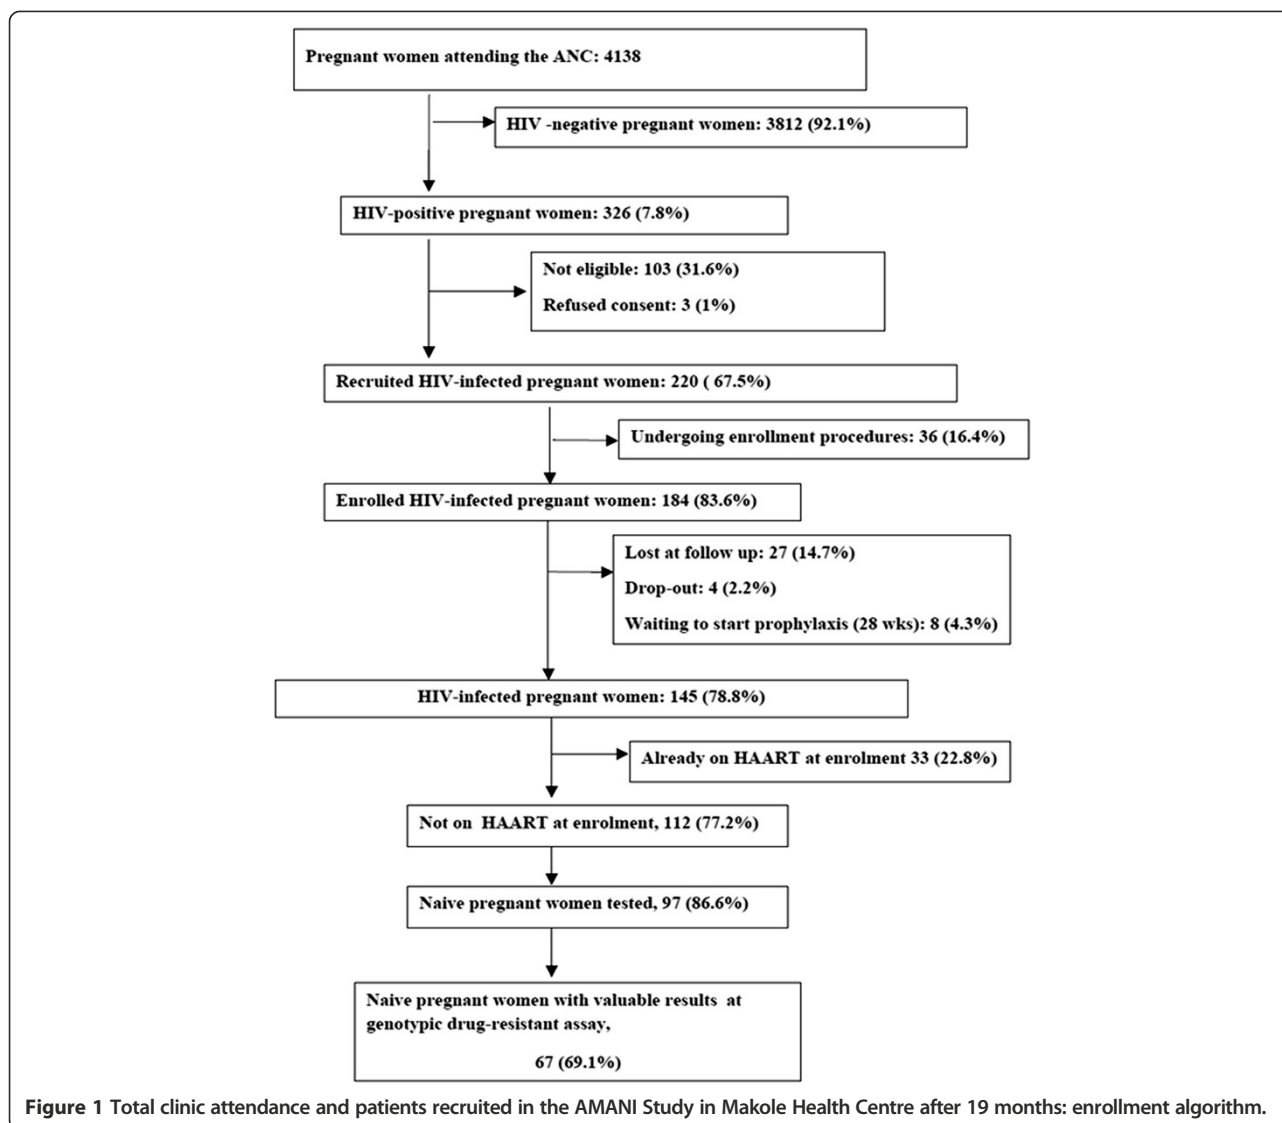 Pregnant women attending the ANC: 4138
HIV -negative pregnant women: 3812 (92.1%)
HIV-positive pregnant women: 326 (7.8%)
Not eligible: 103 (31.6%)
Refused consent: 3 (1%)
Recruited HIV-infected pregnant women: 220 ( 67.5%)
Undergoing enrollment procedures: 36 (16.4%)
Enrolled HIV-infected pregnant women: 184 (83.6%)
Lost at follow up: 27 (14.7%)
Drop-out: 4 (2.2%)
Waiting to start prophylaxis (28 wks): 8 (4.3%)
HIV-infected pregnant women: 145 (78.8%)
Already on HAART at enrolment 33 (22.8%)
Not on HAART at enrolment, 112 (77.2%)
Naive pregnant women tested, 97 (86.6%)
Naive pregnant women with valuable results at
genotypic drug-resistant assay,
67 (69.1%)
Figure 1 Total clinic attendance and patients recruited in the AMANI Study in Makole Health Centre after 19 months: enrollment algorithm.